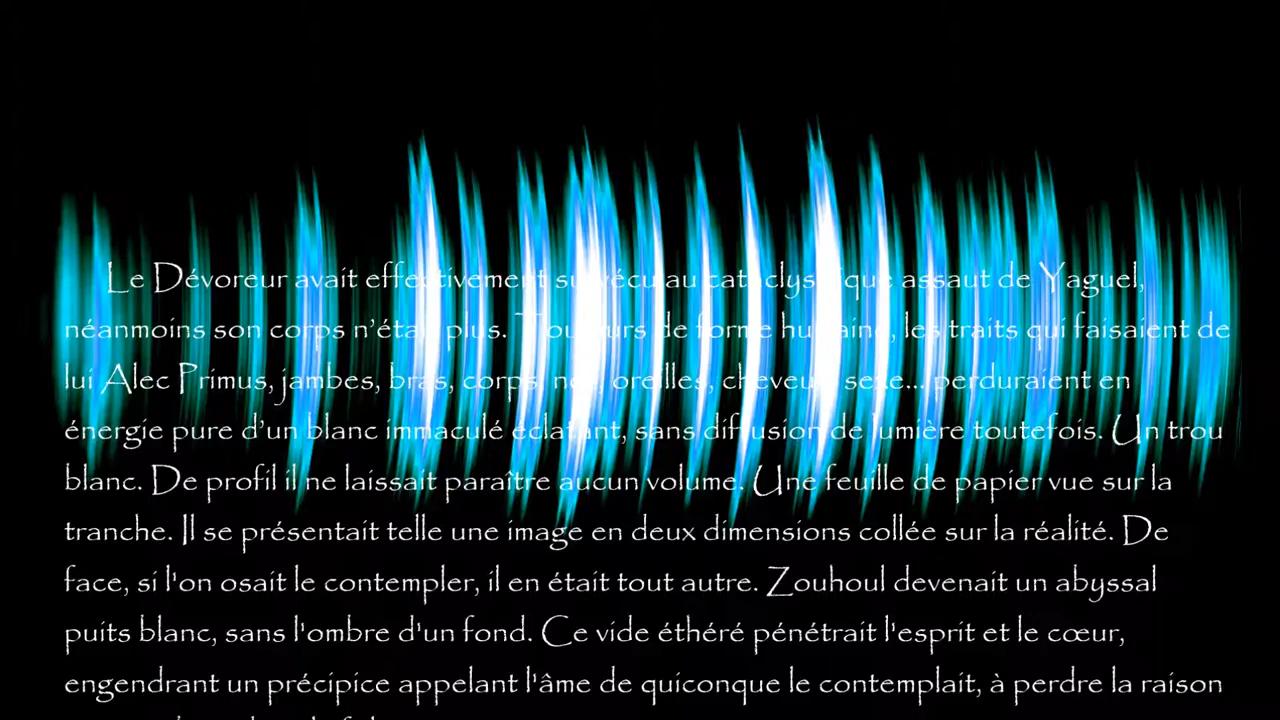 Le Dévoreur avait effectivement survécu au cataclysmique assaut de Yaguel,
néanmoins son corps n’était plus. Toujours de forme humaine, les traits qui faisaient de
lui Alec Primus, jambes, bras, corps, nez, oreilles, cheveux, sexe... perduraient en
énergie pure d’un blanc immaculé éclatant, sans diffusion de lumière toutefois. Un trou
blanc. De profil il ne laissait paraître aucun volume. Une feuille de papier vue sur la
tranche. Il se présentait telle une image en deux dimensions collée sur la réalité. De
face, si l'on osait le contempler, il en était tout autre. Zouhoul devenait un abyssal
puits blanc, sans l'ombre d'un fond. Ce vide éthéré pénétrait l'esprit et le cœur,
engendrant un précipice appelant l'âme de quiconque le contemplait, à perdre la raison